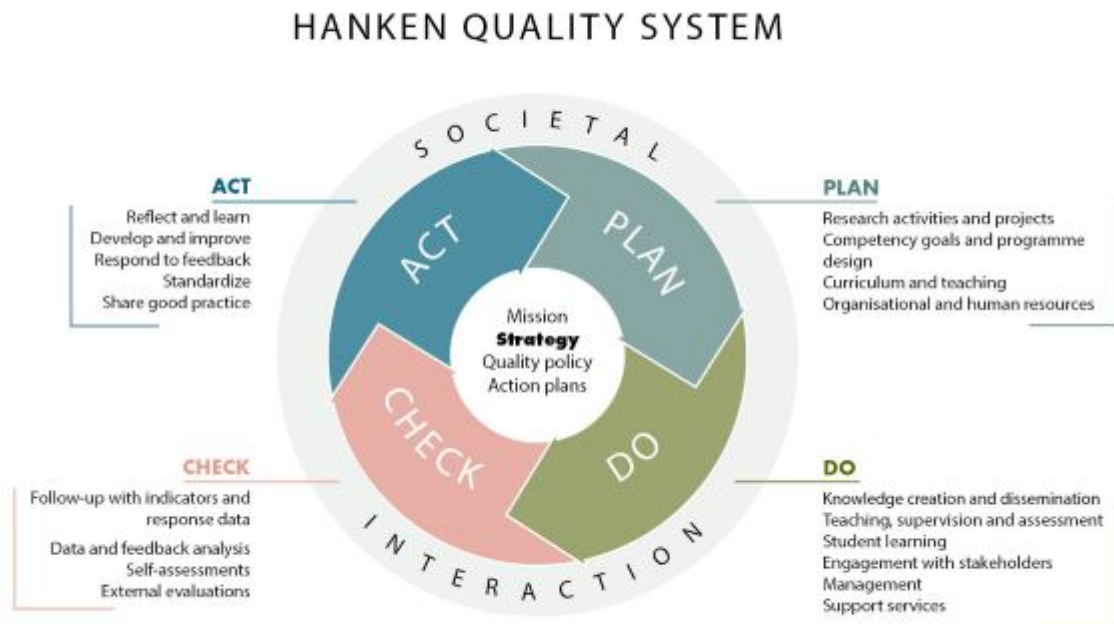 HANKEN QUALITY SYSTEM
SOCIETAL
ACT
Reflect and learn
Develop and improve
Respond to feedback
Standardize
Share good practice
PLAN
Research activities and projects
Competency goals and programme
design
Curriculum and teaching
Organisational and human resources
ACT
PLAN
Mission
Strategy
Quality policy
Action plans
CHECK
DO
CHECK
Follow-up with indicators and
response data
Data and feedback analysis
Self-assessments
External evaluations
DO
Knowledge creation and dissemination
Teaching, supervision and assessment
Student learning
Engagement with stakeholders
Management
Support services
INTERACTION